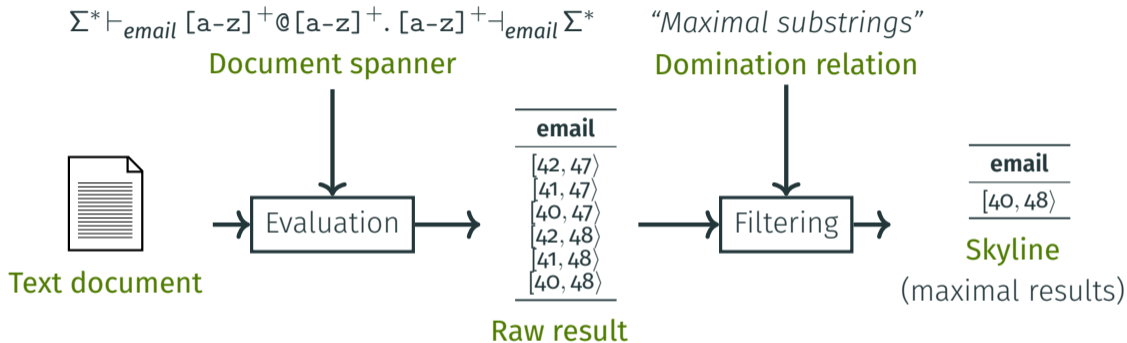 Σ*⊢email [a-z]⁺@[a-z]⁺.[a-z]⁺⊣email Σ*
“Maximal substrings”
Document spanner
Domination relation
email
[42, 47⟩
[41, 47⟩
[40, 47⟩
[42, 48⟩
[41, 48⟩
[40, 48⟩
Evaluation
Filtering
email
[40, 48⟩
Text document
Raw result
Skyline
(maximal results)